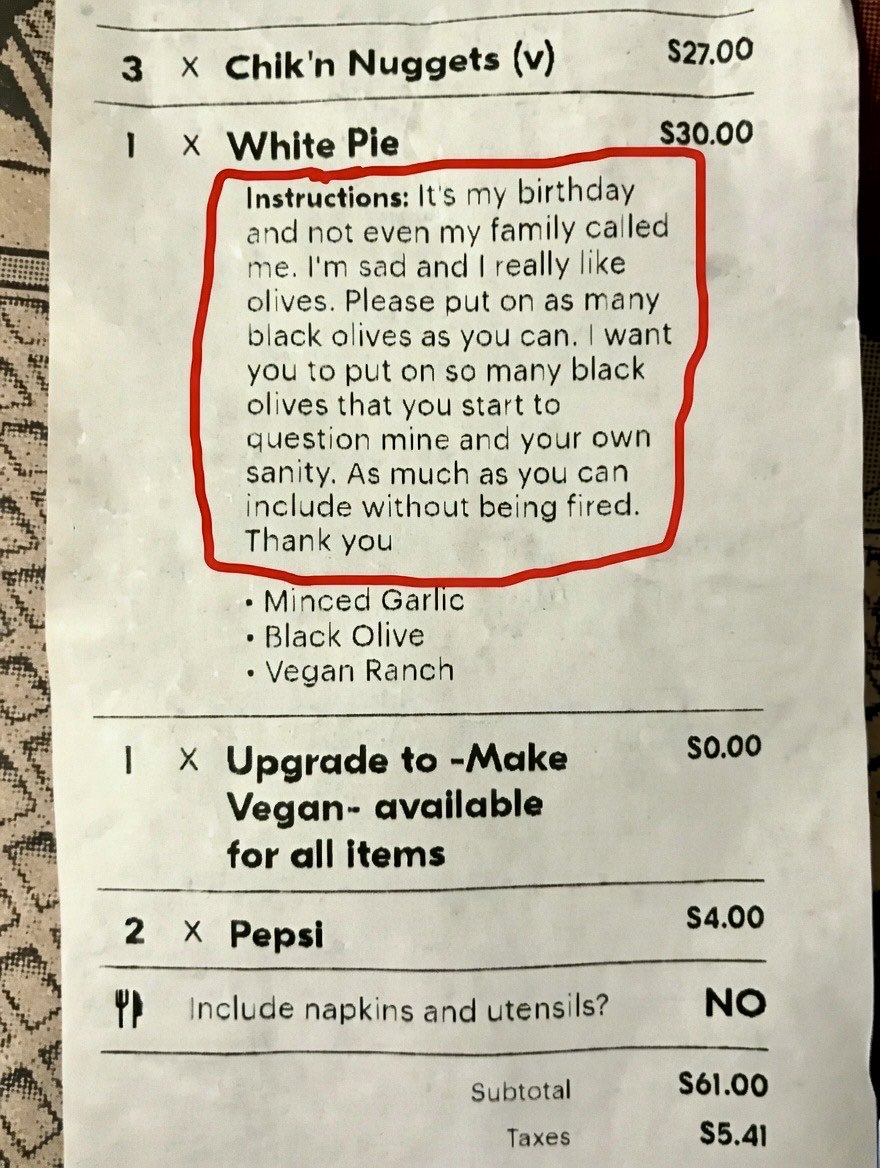 3 x Chik'n Nuggets (v) $27.00
1 x White Pie $30.00
Instructions: It's my birthday
and not even my family called
me. I'm sad and I really like
olives. Please put on as many
black olives as you can. I want
you to put on so many black
olives that you start to
question mine and your own
sanity. As much as you can
include without being fired.
Thank you
• Minced Garlic
• Black Olive
• Vegan Ranch
1 x Upgrade to -Make $0.00
Vegan- available
for all items
2 x Pepsi $4.00
Include napkins and utensils? NO
Subtotal $61.00
Taxes $5.41